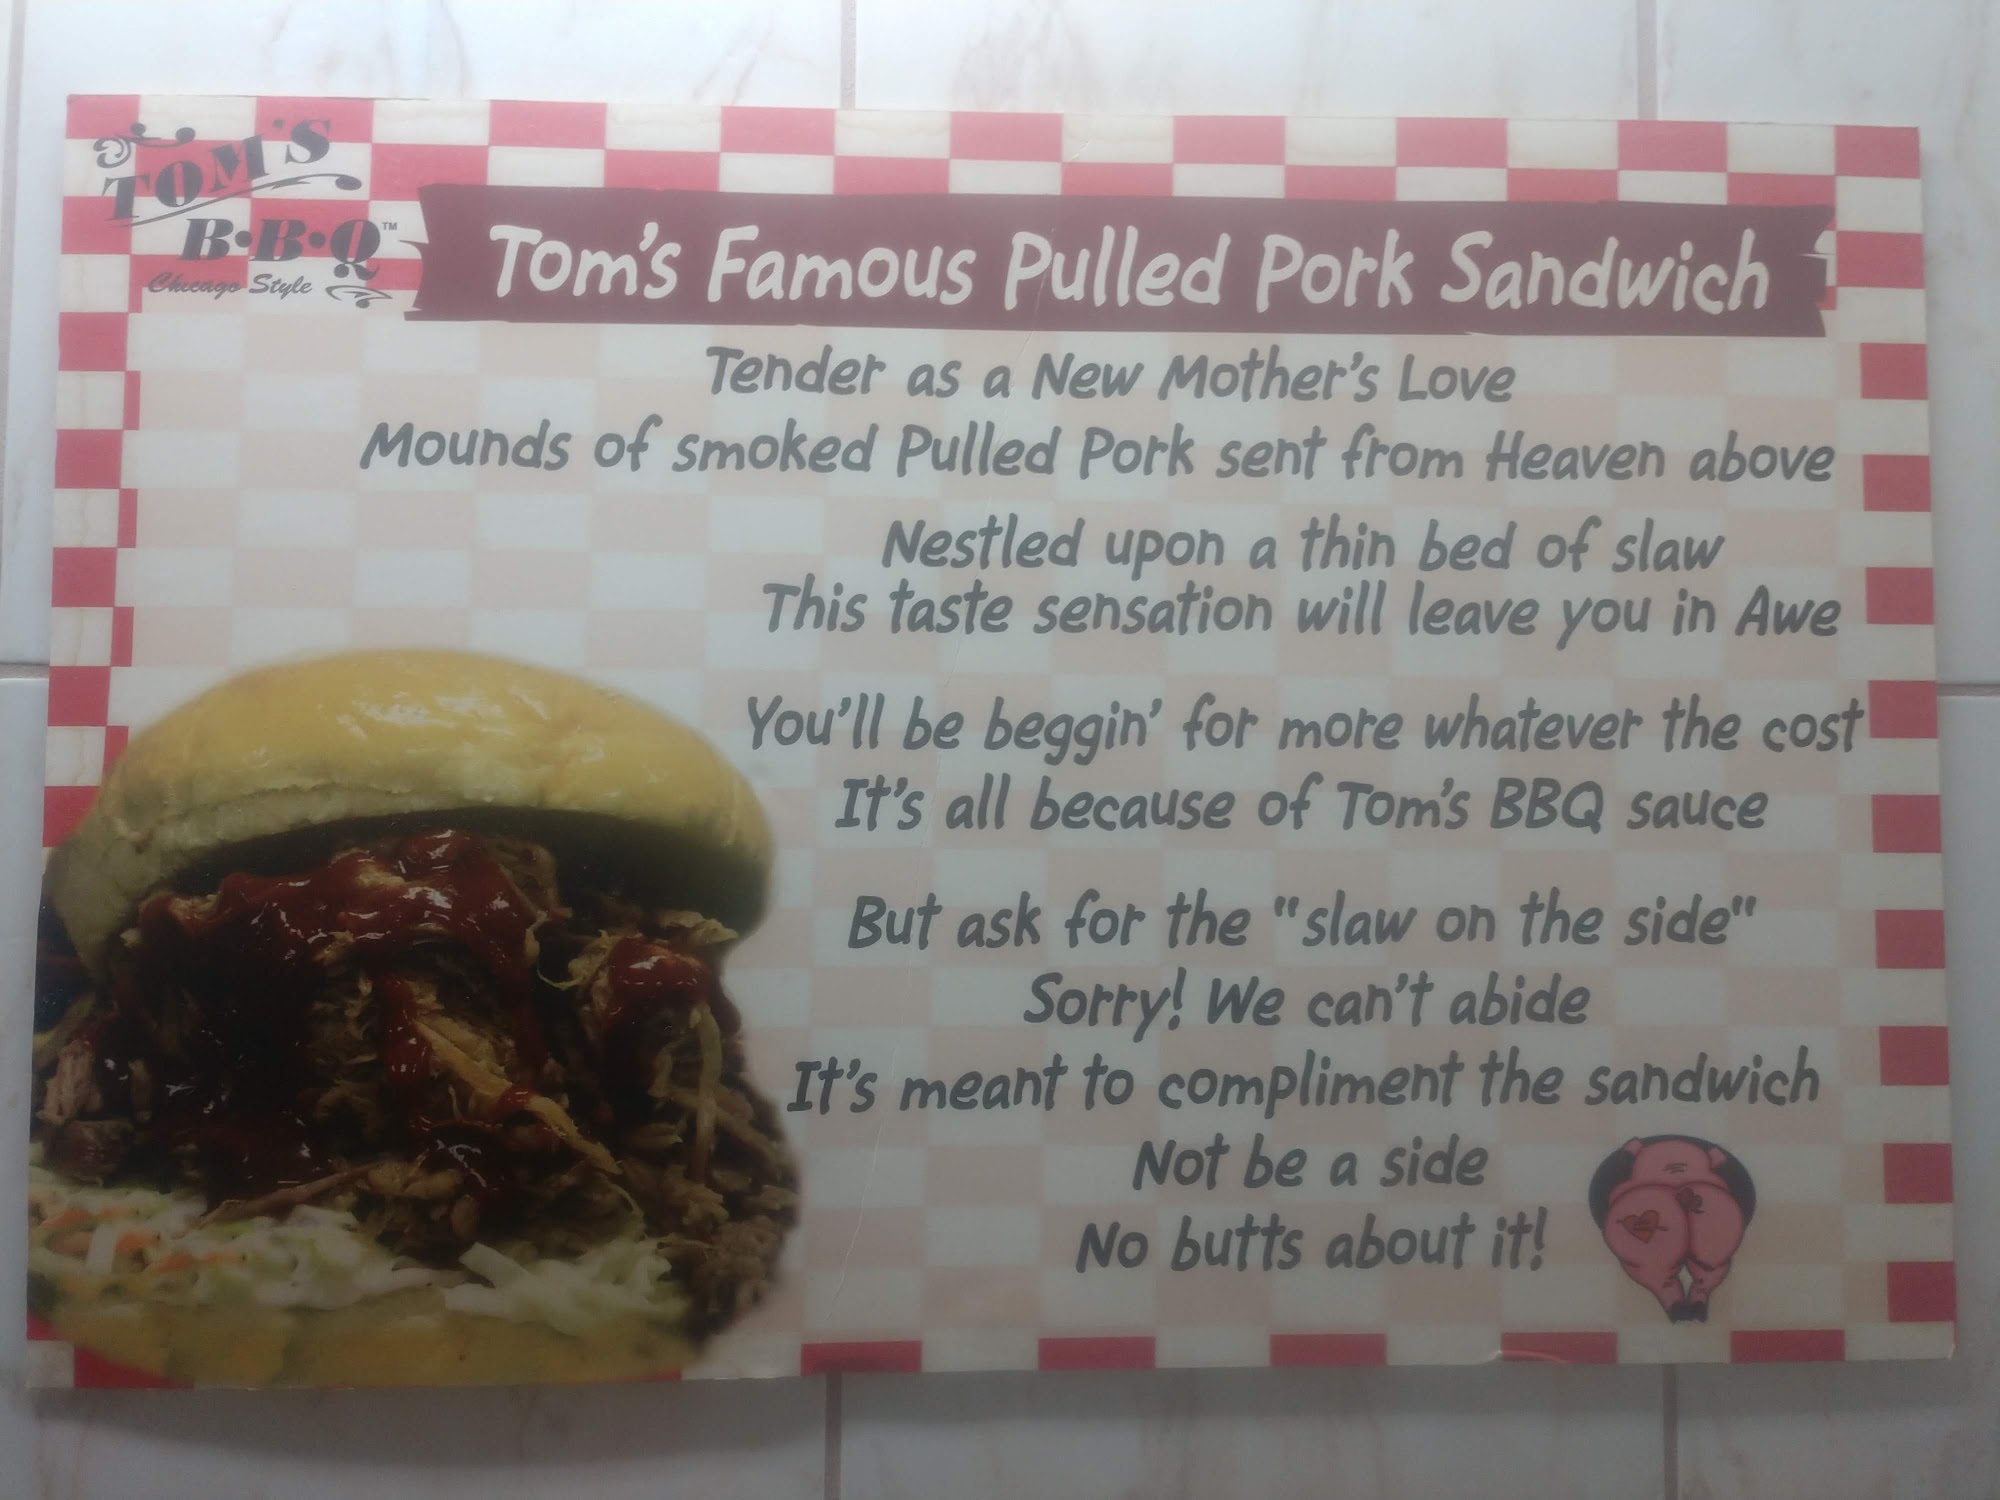 TOM'S
B•B•Q™
Chicago Style
Tom's Famous Pulled Pork Sandwich
Tender as a New Mother's Love
Mounds of smoked Pulled Pork sent from Heaven above
Nestled upon a thin bed of slaw
This taste sensation will leave you in Awe
You'll be beggin' for more whatever the cost
It's all because of Tom's BBQ sauce
But ask for the "slaw on the side"
Sorry! We can't abide
It's meant to compliment the sandwich
Not be a side
No butts about it!